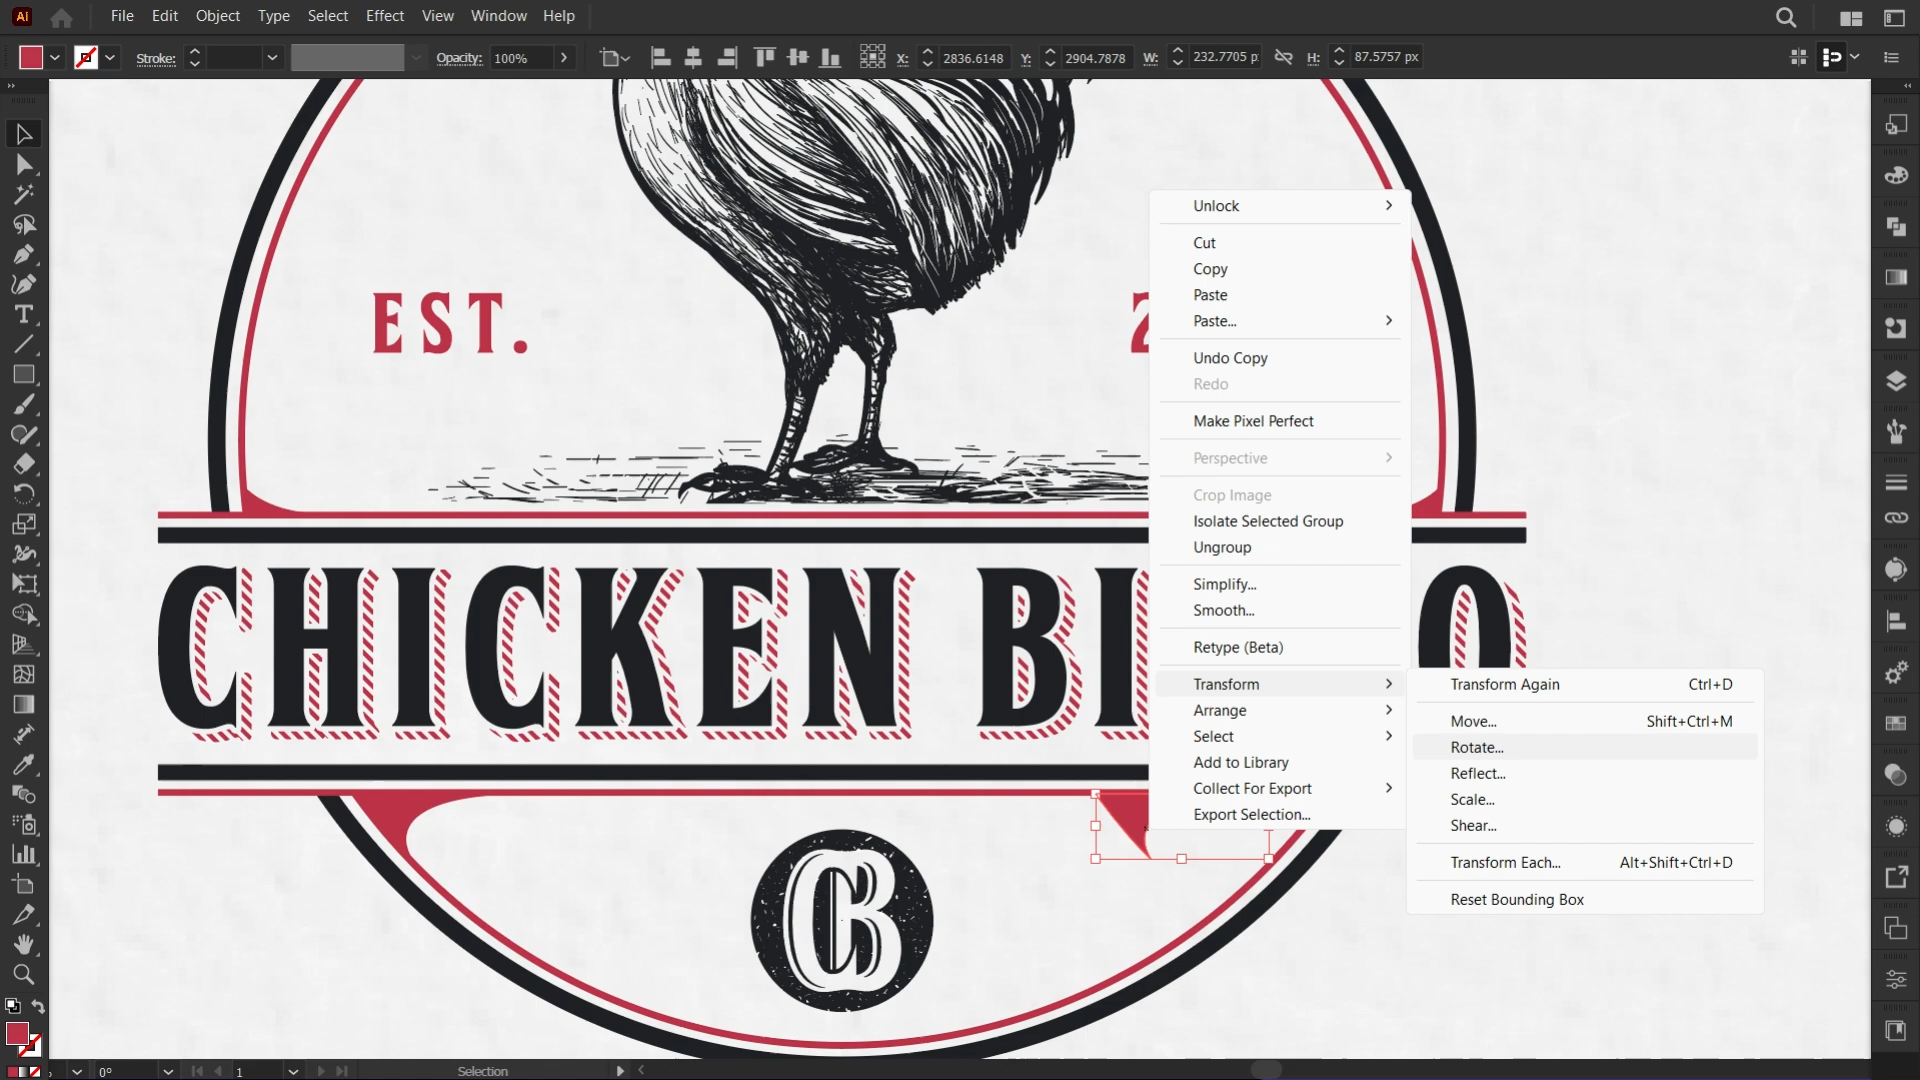 Ai File Edit Object Type Select Effect View Window Help
Stroke: Opacity: 100% X: 2836.6148 Y: 2904.7878 W: 232.7705 p H: 87.5757 px
EST.
CHICKEN B
O
CB
Unlock
Cut
Copy
Paste
Paste...
Undo Copy
Redo
Make Pixel Perfect
Perspective
Crop Image
Isolate Selected Group
Ungroup
Simplify...
Smooth...
Retype (Beta)
Transform
Arrange
Select
Add to Library
Collect For Export
Export Selection...
Transform Again Ctrl+D
Move... Shift+Ctrl+M
Rotate...
Reflect...
Scale...
Shear...
Transform Each... Alt+Shift+Ctrl+D
Reset Bounding Box
0° 1 Selection